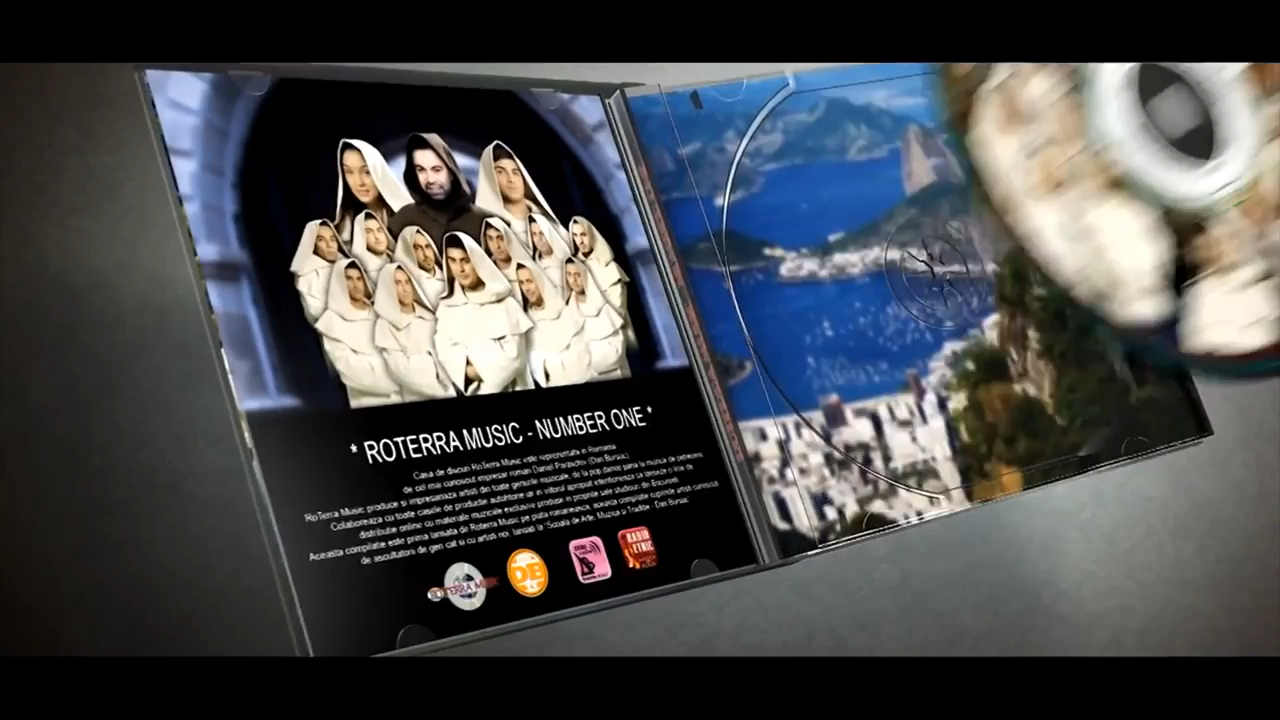 * ROTERRA MUSIC - NUMBER ONE *
Casa de discuri RoTerra Music este reprezentata in Romania
de cel mai cunoscut impresar roman Daniel Paraschiv (Dan Bursuc)
RoTerra Music produce si impresariaza artisti din toate genurile muzicale, de la pop dance pana la muzica de petrecere
Colaboreaza cu toate casele de productie autohtone iar in viitorul apropiat intentioneaza sa lanseze o linie de
distributie online cu materiale muzicale exclusive produse in propriile sale studiouri din Bucuresti
Aceasta compilatie este prima lansata de Roterra Music pe piata romaneasca, aceasta compilatie cuprinde artisti cunoscuti
de ascultatorii de gen cat si cu artisti noi, lansati la "Scoala de Arte, Muzica si Traditie - Dan Bursuc"
ROTERRA MUSIC
DB
RADIO
ETNIC